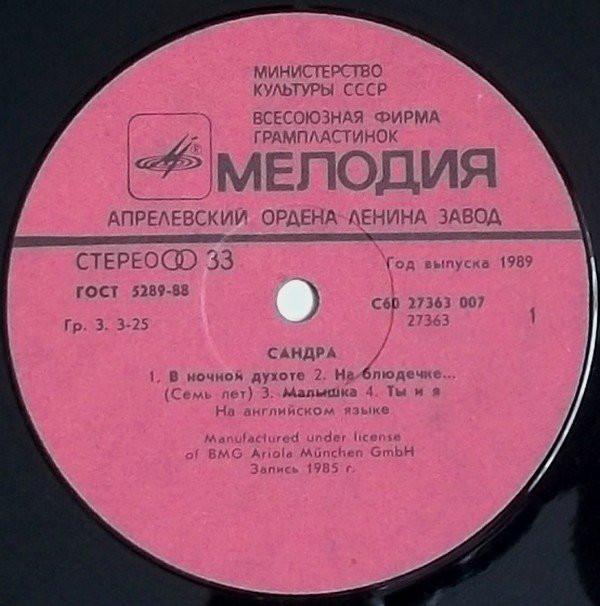 МИНИСТЕРСТВО
КУЛЬТУРЫ СССР
ВСЕСОЮЗНАЯ ФИРМА
ГРАМПЛАСТИНОК
®
МЕЛОДИЯ
АПРЕЛЕВСКИЙ ОРДЕНА ЛЕНИНА ЗАВОД
СТЕРЕО 33
Год выпуска 1989
ГОСТ 5289-88
С60 27363 007
Гр. 3. 3-25
27363
1
САНДРА
1. В ночной духоте 2. На блюдечке...
(Семь лет) 3. Малышка 4. Ты и я
На английском языке
Manufactured under license
of BMG Ariola München GmbH
Запись 1985 г.